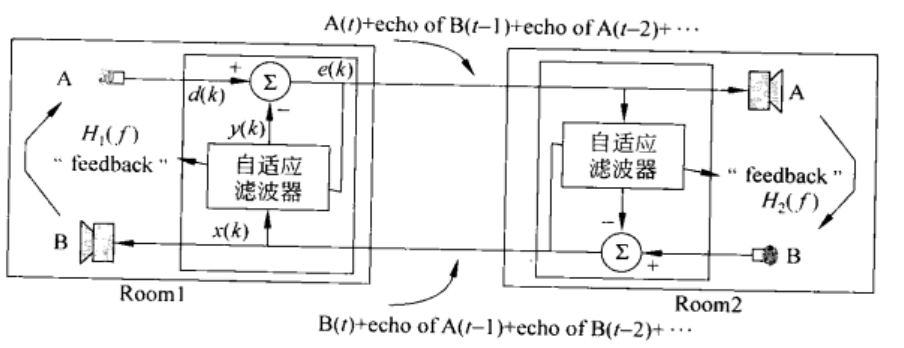 A(t)+echo of B(t−1)+echo of A(t−2)+ ···
A
+
Σ
e(k)
d(k)
−
y(k)
H₁(f)
“ feedback ”
自适应
滤波器
B
x(k)
Room1
A
自适应
滤波器
“ feedback ”
H₂(f)
−
Σ
+
B
Room2
B(t)+echo of A(t−1)+echo of B(t−2)+ ···